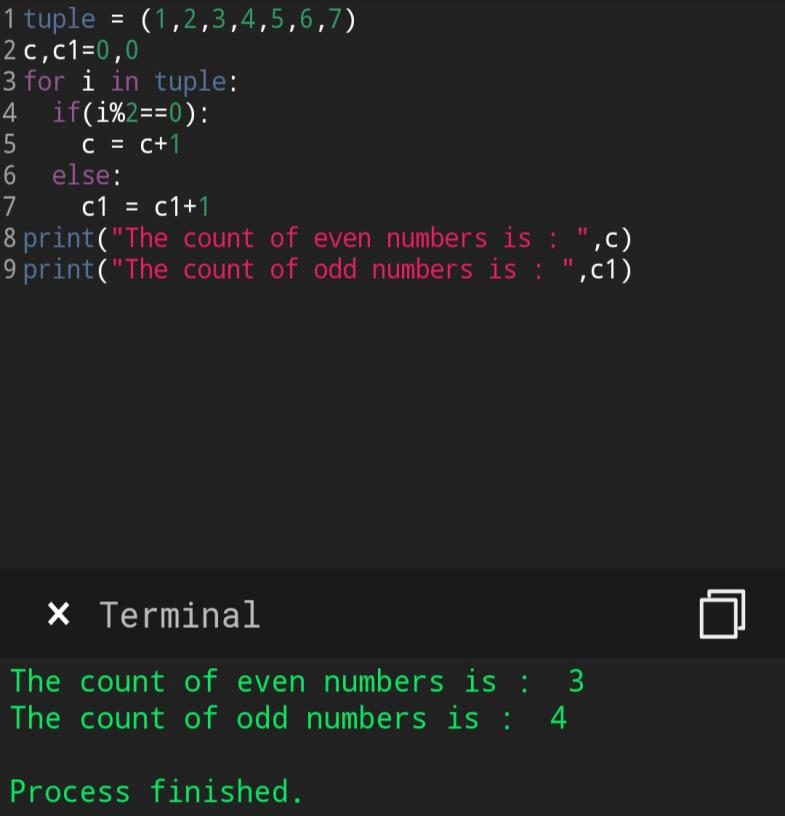 1 tuple = (1,2,3,4,5,6,7)
2 c,c1=0,0
3 for i in tuple:
4   if(i%2==0):
5     c = c+1
6   else:
7     c1 = c1+1
8 print("The count of even numbers is : ",c)
9 print("The count of odd numbers is : ",c1)
× Terminal
The count of even numbers is :  3
The count of odd numbers is :  4
Process finished.